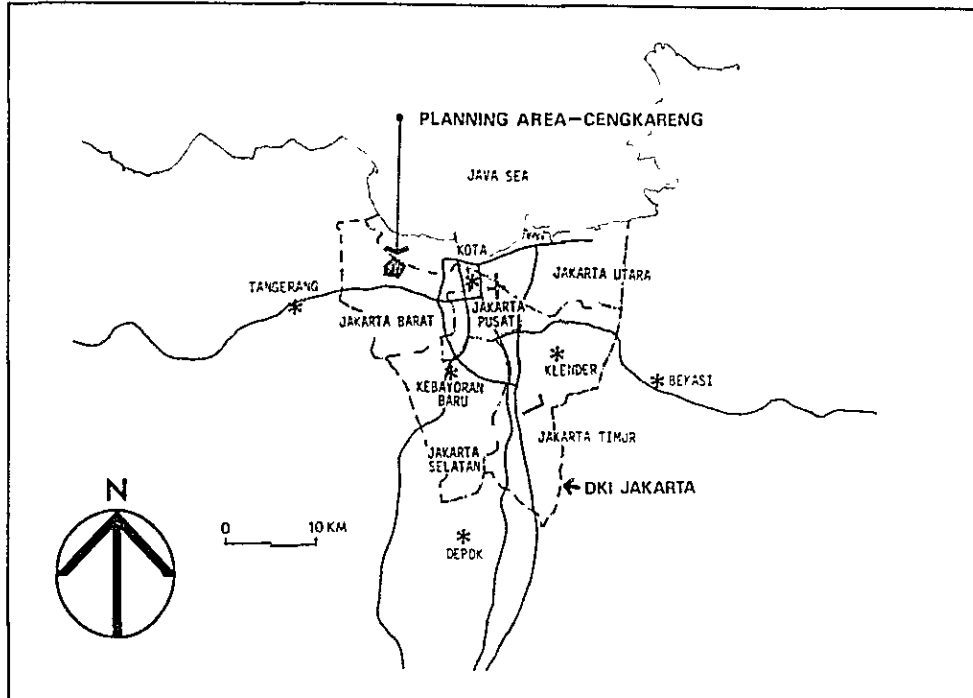 PLANNING AREA-CENGKARENG
JAVA SEA
KOTA
JAKARTA UTARA
TANGERANG
JAKARTA BARAT
JAKARTA
PUSAT
KLENDER
BEKASI
KEBAYORAN
BARU
JAKARTA TIMUR
JAKARTA
SELATAN
DKI JAKARTA
N
0 10 KM
DEPOK